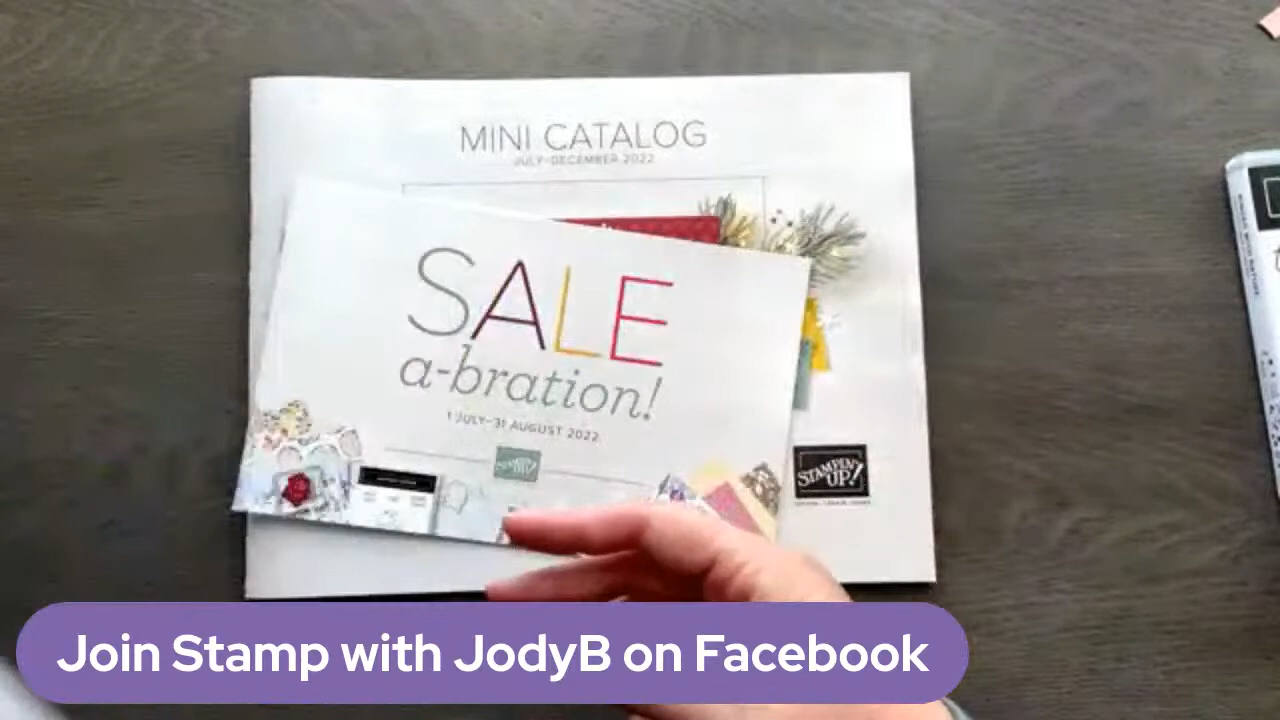 MINI CATALOG
JULY–DECEMBER 2022
SALE
a-bration!
1 JULY–31 AUGUST 2022
STAMPIN' UP!
Join Stamp with JodyB on Facebook